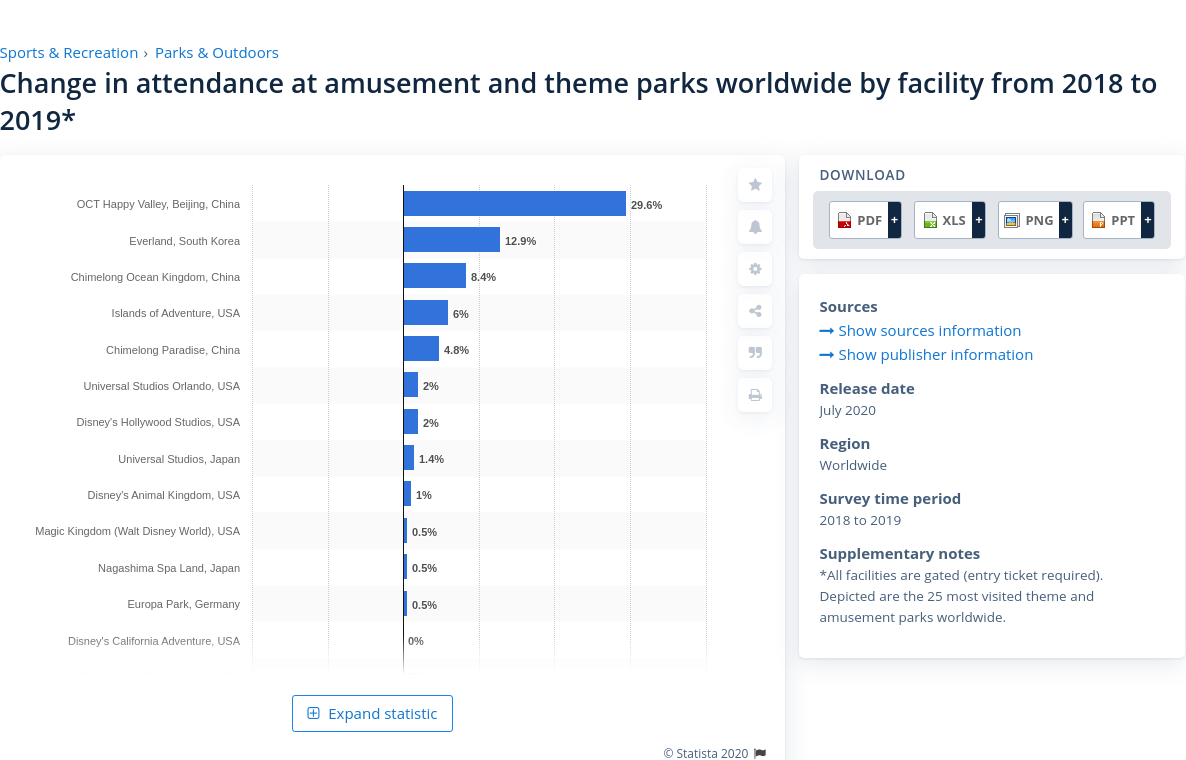 Sports & Recreation › Parks & Outdoors
Change in attendance at amusement and theme parks worldwide by facility from 2018 to
2019*
OCT Happy Valley, Beijing, China 29.6%
Everland, South Korea 12.9%
Chimelong Ocean Kingdom, China 8.4%
Islands of Adventure, USA 6%
Chimelong Paradise, China 4.8%
Universal Studios Orlando, USA 2%
Disney's Hollywood Studios, USA 2%
Universal Studios, Japan 1.4%
Disney's Animal Kingdom, USA 1%
Magic Kingdom (Walt Disney World), USA 0.5%
Nagashima Spa Land, Japan 0.5%
Europa Park, Germany 0.5%
Disney's California Adventure, USA 0%
Expand statistic
© Statista 2020
DOWNLOAD
PDF + XLS + PNG + PPT +
Sources
Show sources information
Show publisher information
Release date
July 2020
Region
Worldwide
Survey time period
2018 to 2019
Supplementary notes
*All facilities are gated (entry ticket required).
Depicted are the 25 most visited theme and
amusement parks worldwide.